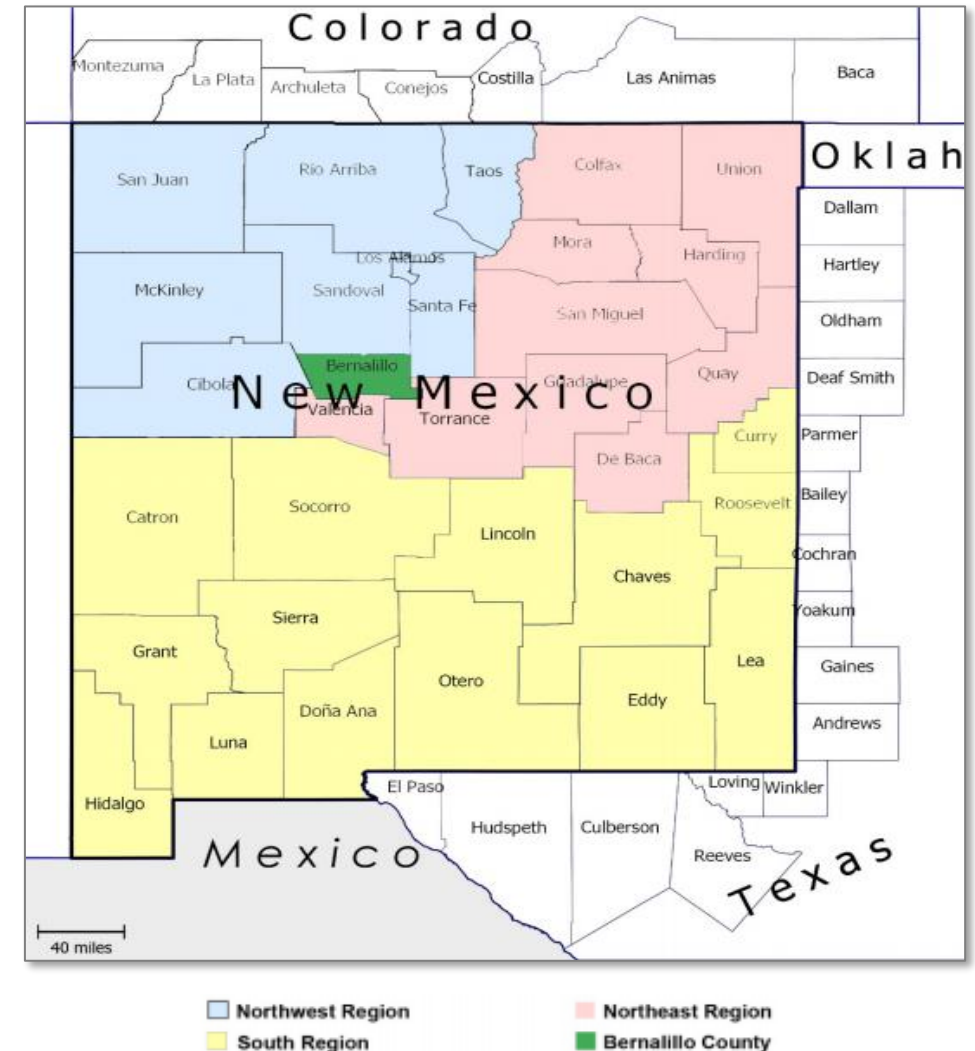 Colorado
Montezuma
La Plata
Archuleta
Conejos
Costilla
Las Animas
Baca
Oklah
San Juan
Rio Arriba
Taos
Colfax
Union
Dallam
Mora
Harding
Los Alamos
Hartley
McKinley
Sandoval
Santa Fe
San Miguel
Oldham
Bernalillo
Cibola
New Mexico
Guadalupe
Quay
Deaf Smith
Valencia
Torrance
Curry
Parmer
De Baca
Catron
Socorro
Lincoln
Roosevelt
Bailey
Cochran
Chaves
Sierra
Yoakum
Grant
Otero
Lea
Gaines
Doña Ana
Eddy
Andrews
Luna
Hidalgo
El Paso
Loving
Winkler
Hudspeth
Culberson
Reeves
Mexico
Texas
40 miles
Northwest Region
Northeast Region
South Region
Bernalillo County